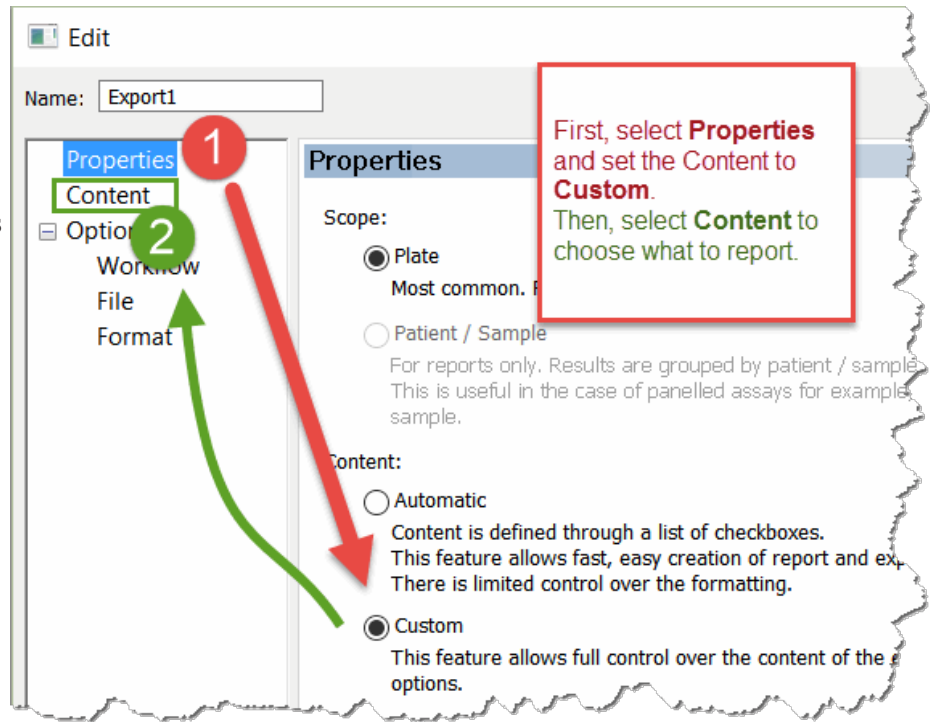 Edit
Name: Export1
Properties
Content
Workflow
File
Format
1
2
Properties
Scope:
Plate
Most common.
Patient / Sample
For reports only. Results are grouped by patient / sample
This is useful in the case of panelled assays for example
sample.
Content:
Automatic
Content is defined through a list of checkboxes.
This feature allows fast, easy creation of report and
There is limited control over the formatting.
Custom
This feature allows full control over the content of the
options.
First, select Properties
and set the Content to
Custom.
Then, select Content to
choose what to report.